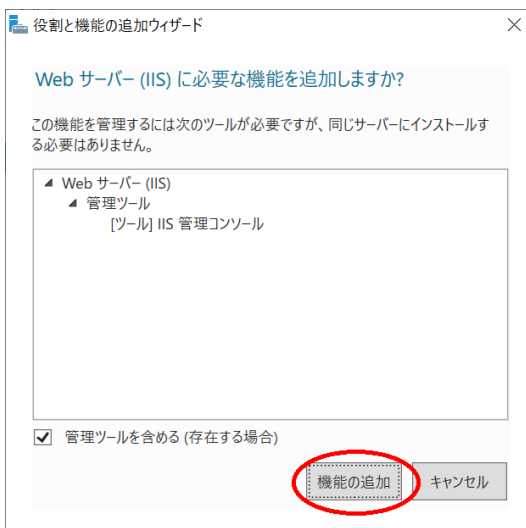 役割と機能の追加ウィザード
Web サーバー (IIS) に必要な機能を追加しますか?
この機能を管理するには次のツールが必要ですが、同じサーバーにインストールす
る必要はありません。
Web サーバー (IIS)
管理ツール
[ツール] IIS 管理コンソール
管理ツールを含める (存在する場合)
機能の追加
キャンセル